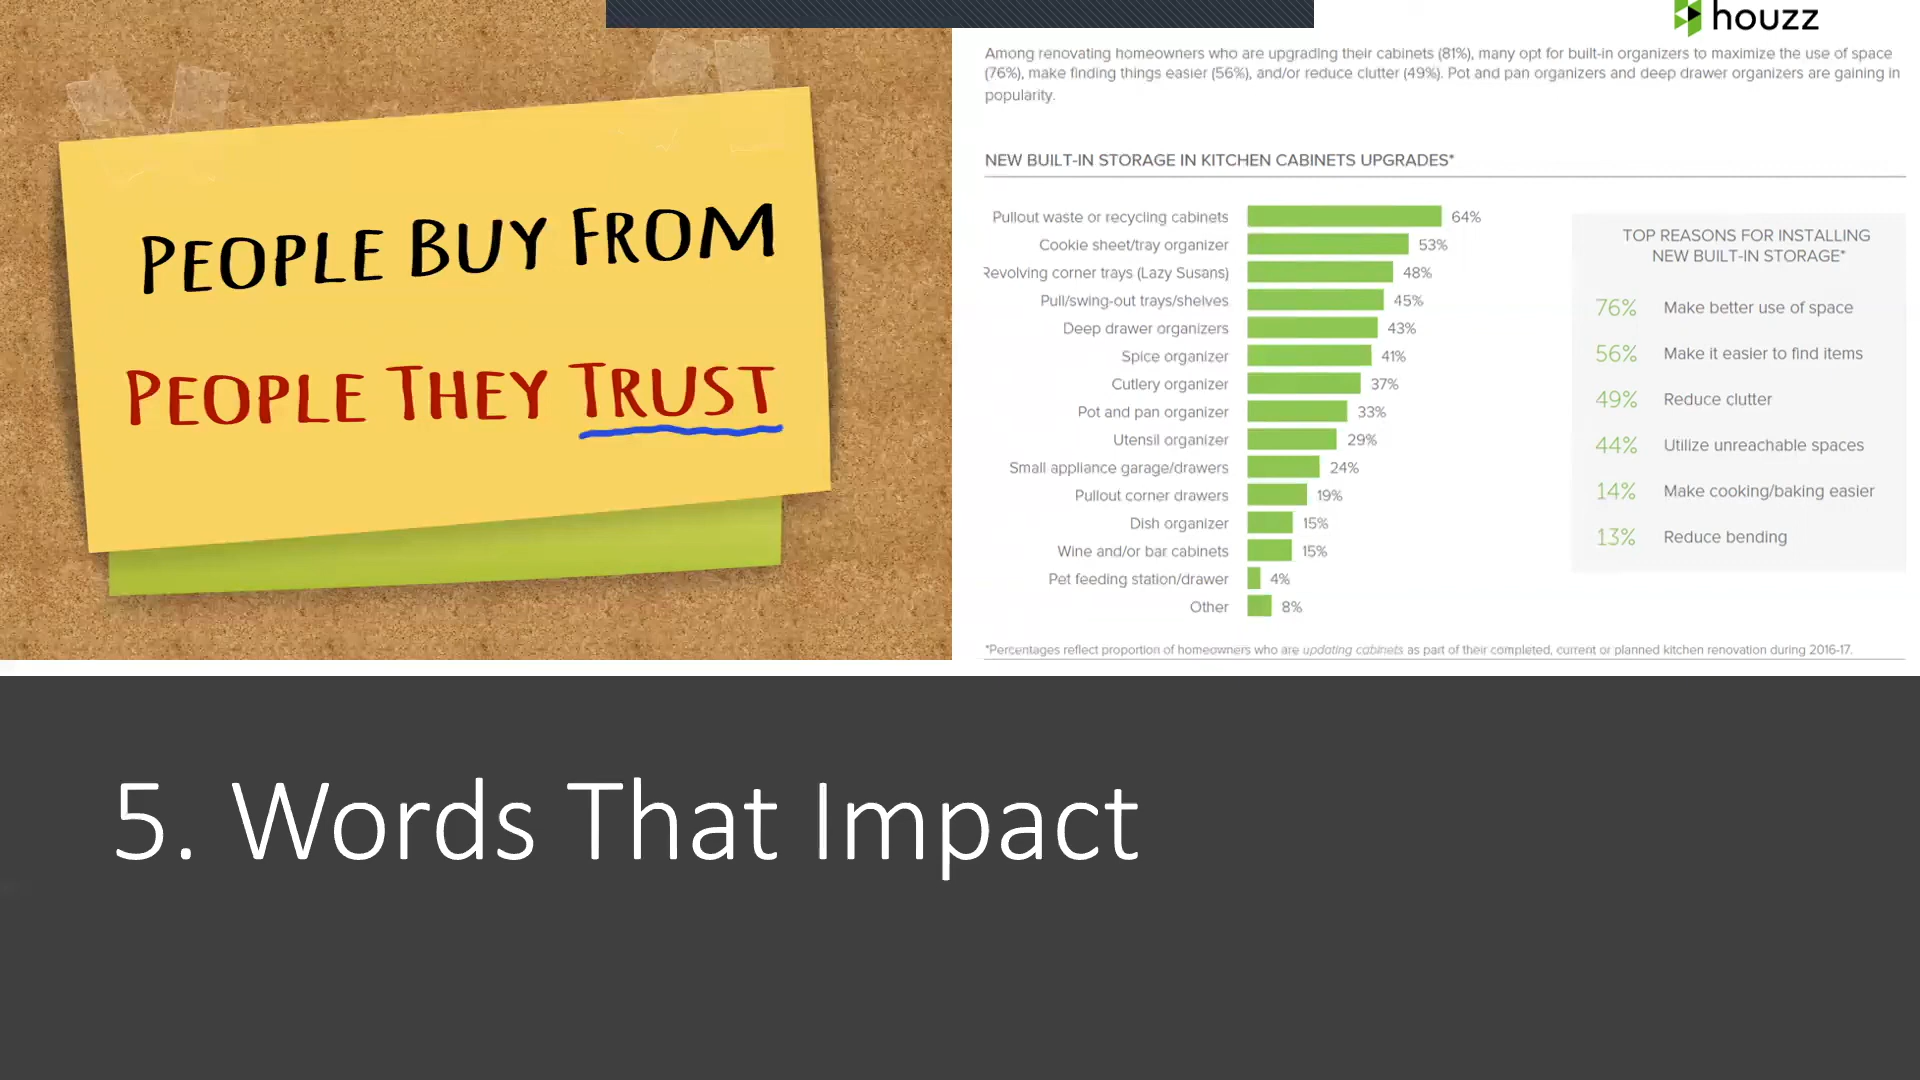 PEOPLE BUY FROM
PEOPLE THEY TRUST
houzz
Among renovating homeowners who are upgrading their cabinets (81%), many opt for built-in organizers to maximize the use of space
(76%), make finding things easier (56%), and/or reduce clutter (49%). Pot and pan organizers and deep drawer organizers are gaining in
popularity.
NEW BUILT-IN STORAGE IN KITCHEN CABINETS UPGRADES*
Pullout waste or recycling cabinets 64%
Cookie sheet/tray organizer 53%
Revolving corner trays (Lazy Susans) 48%
Pull/swing-out trays/shelves 45%
Deep drawer organizers 43%
Spice organizer 41%
Cutlery organizer 37%
Pot and pan organizer 33%
Utensil organizer 29%
Small appliance garage/drawers 24%
Pullout corner drawers 19%
Dish organizer 15%
Wine and/or bar cabinets 15%
Pet feeding station/drawer 4%
Other 8%
TOP REASONS FOR INSTALLING
NEW BUILT-IN STORAGE*
76% Make better use of space
56% Make it easier to find items
49% Reduce clutter
44% Utilize unreachable spaces
14% Make cooking/baking easier
13% Reduce bending
*Percentages reflect proportion of homeowners who are updating cabinets as part of their completed, current or planned kitchen renovation during 2016-17.
5. Words That Impact